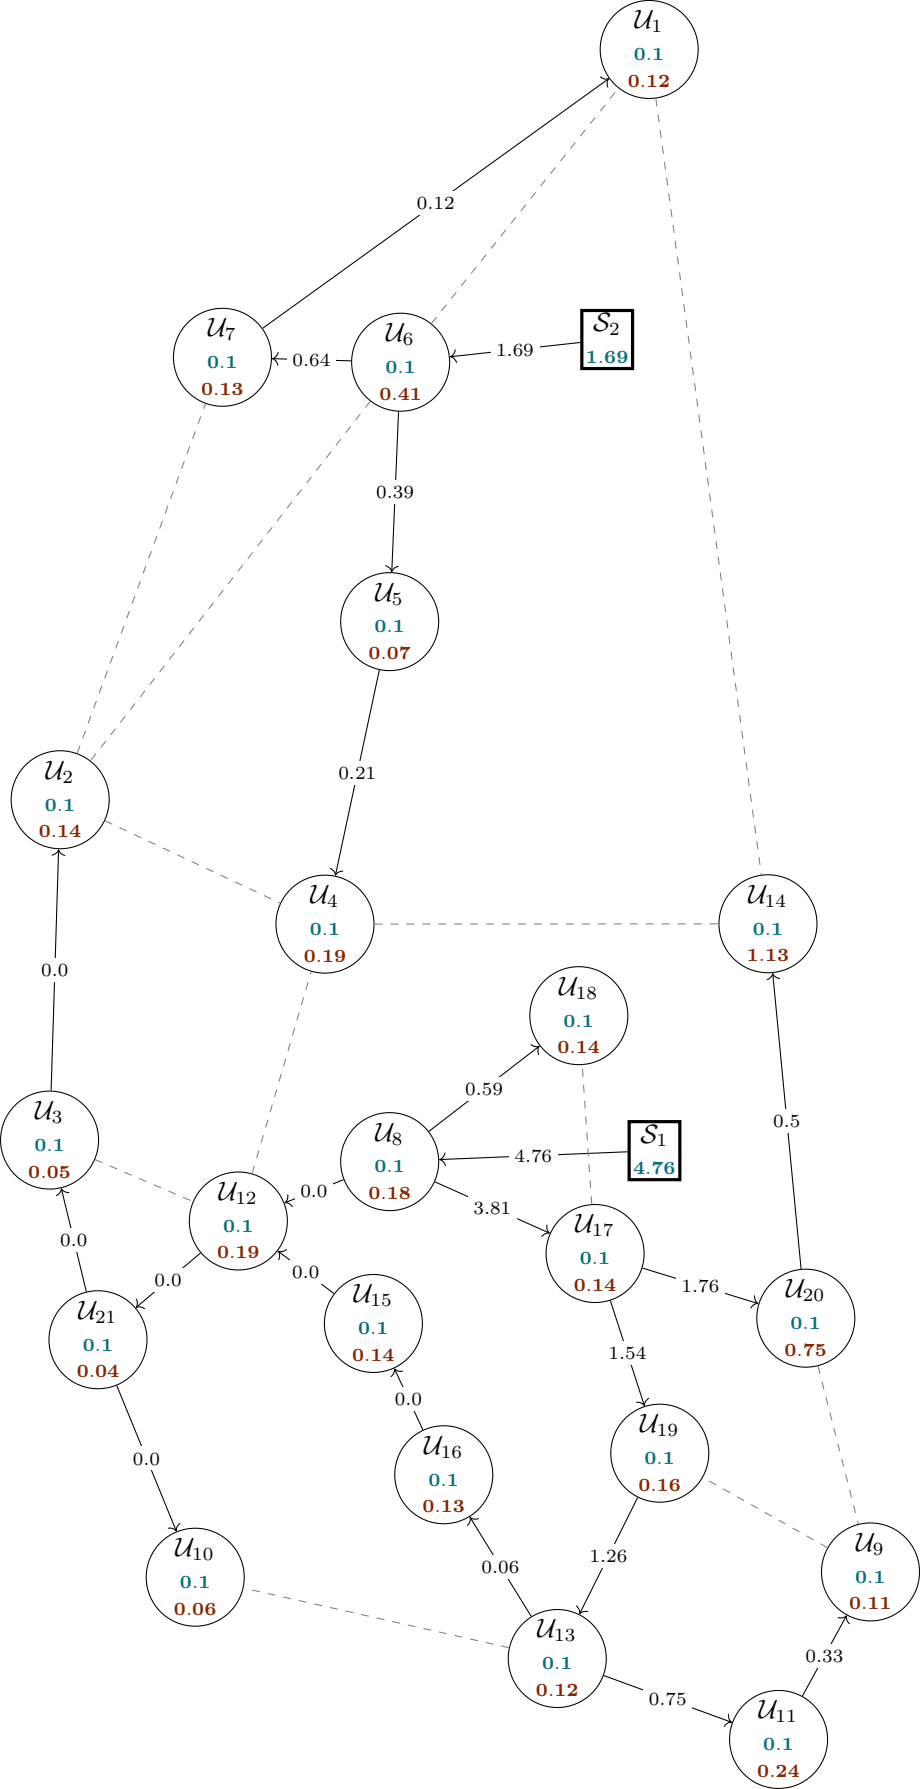 𝒰₁
0.1
0.12
0.12
𝒰₇
0.1
0.13
0.64
𝒰₆
0.1
0.41
1.69
𝒮₂
1.69
0.39
𝒰₅
0.1
0.07
0.21
𝒰₂
0.1
0.14
𝒰₄
0.1
0.19
𝒰₁₄
0.1
1.13
0.0
𝒰₁₈
0.1
0.14
0.59
𝒰₃
0.1
0.05
𝒰₈
0.1
0.18
4.76
𝒮₁
4.76
𝒰₁₂
0.1
0.19
0.0
3.81
0.5
𝒰₁₇
0.1
0.14
0.0
0.0
0.0
1.76
𝒰₂₁
0.1
0.04
𝒰₁₅
0.1
0.14
𝒰₂₀
0.1
0.75
1.54
0.0
𝒰₁₉
0.1
0.16
0.0
𝒰₁₆
0.1
0.13
𝒰₁₀
0.1
0.06
0.06
1.26
𝒰₉
0.1
0.11
𝒰₁₃
0.1
0.12
0.33
0.75
𝒰₁₁
0.1
0.24